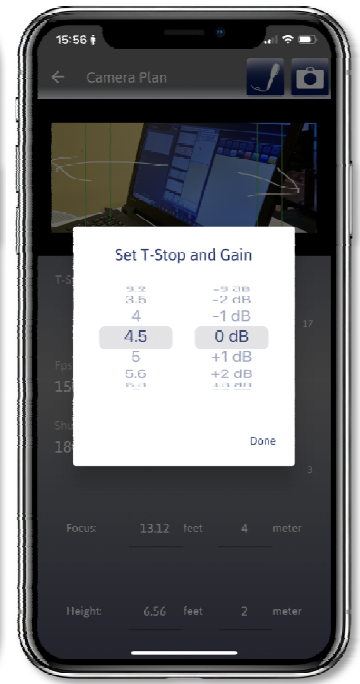 15:56
Camera Plan
Set T-Stop and Gain
3.5 -2 dB
4 -1 dB
4.5 0 dB
5 +1 dB
5.6 +2 dB
Done
17
3
Focus: 13.12 feet 4 meter
Height: 6.56 feet 2 meter